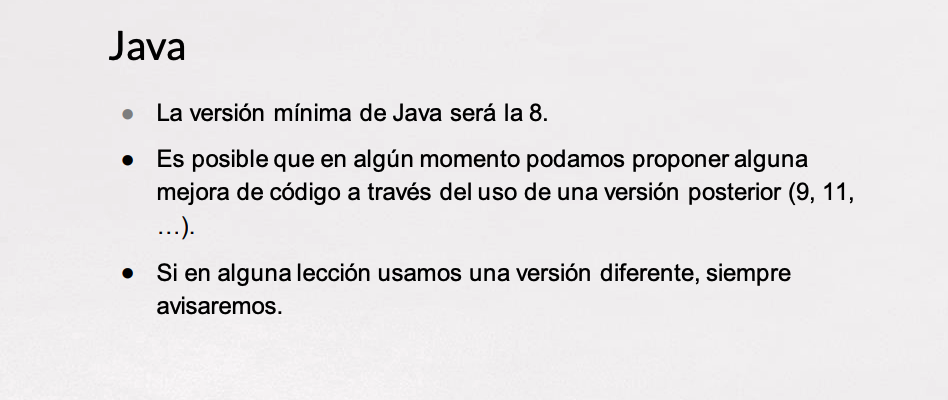 Java
● La versión mínima de Java será la 8.
● Es posible que en algún momento podamos proponer alguna
mejora de código a través del uso de una versión posterior (9, 11,
…).
● Si en alguna lección usamos una versión diferente, siempre
avisaremos.